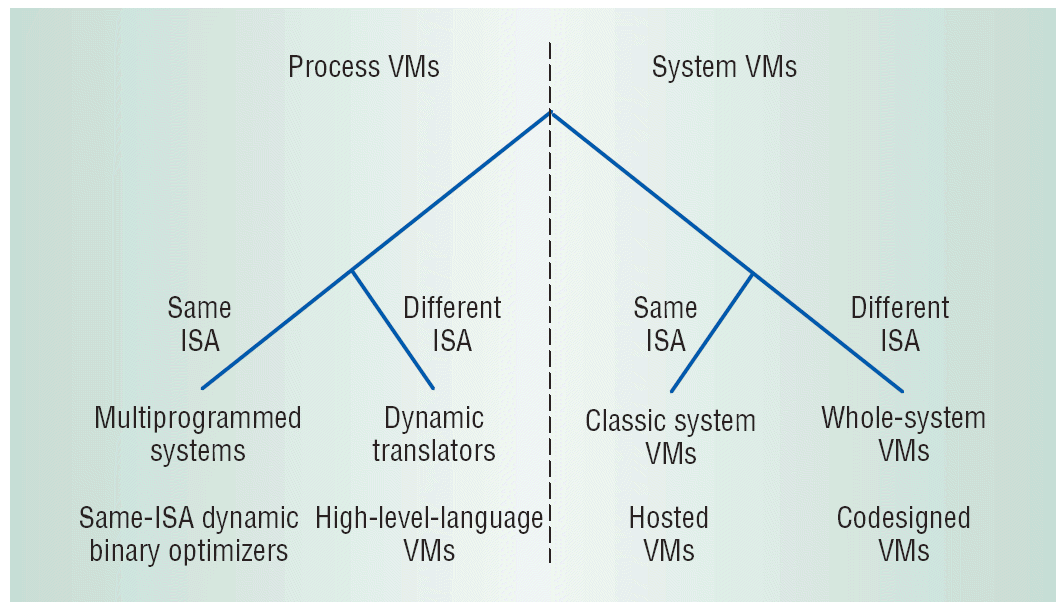 Process VMs
System VMs
Same
ISA
Different
ISA
Same
ISA
Different
ISA
Multiprogrammed
systems
Dynamic
translators
Classic system
VMs
Whole-system
VMs
Same-ISA dynamic
binary optimizers
High-level-language
VMs
Hosted
VMs
Codesigned
VMs